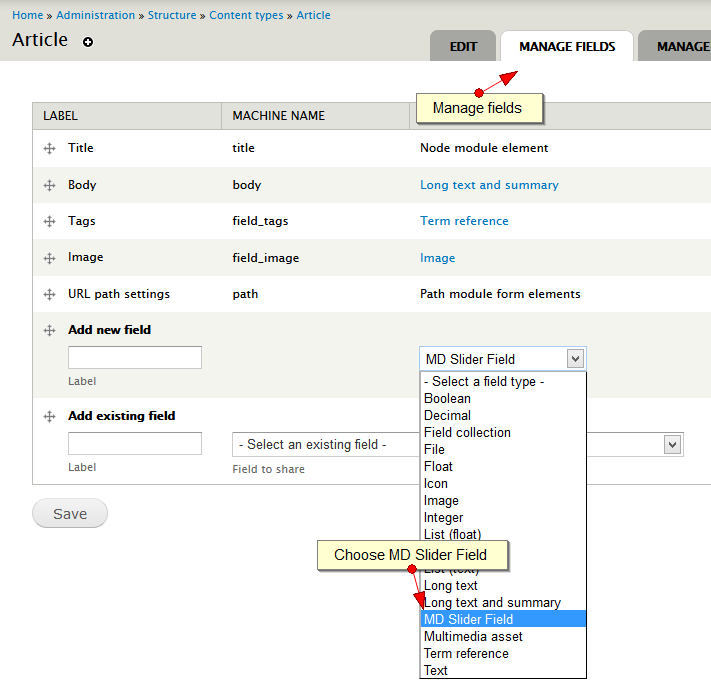 Home » Administration » Structure » Content types » Article
Article
EDIT
MANAGE FIELDS
MANAGE
Manage fields
LABEL MACHINE NAME
Title title Node module element
Body body Long text and summary
Tags field_tags Term reference
Image field_image Image
URL path settings path Path module form elements
Add new field
MD Slider Field
Label
- Select a field type -
Boolean
Decimal
Field collection
File
Float
Icon
Image
Integer
List (float)
List (text)
Long text
Long text and summary
MD Slider Field
Multimedia asset
Term reference
Text
Add existing field
- Select an existing field -
Label Field to share
Save
Choose MD Slider Field